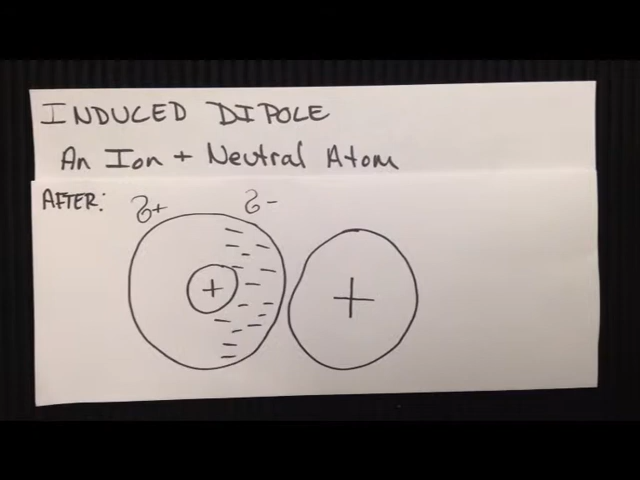 INDUCED DIPOLE
An Ion + Neutral Atom
AFTER: δ+ δ-
+ +